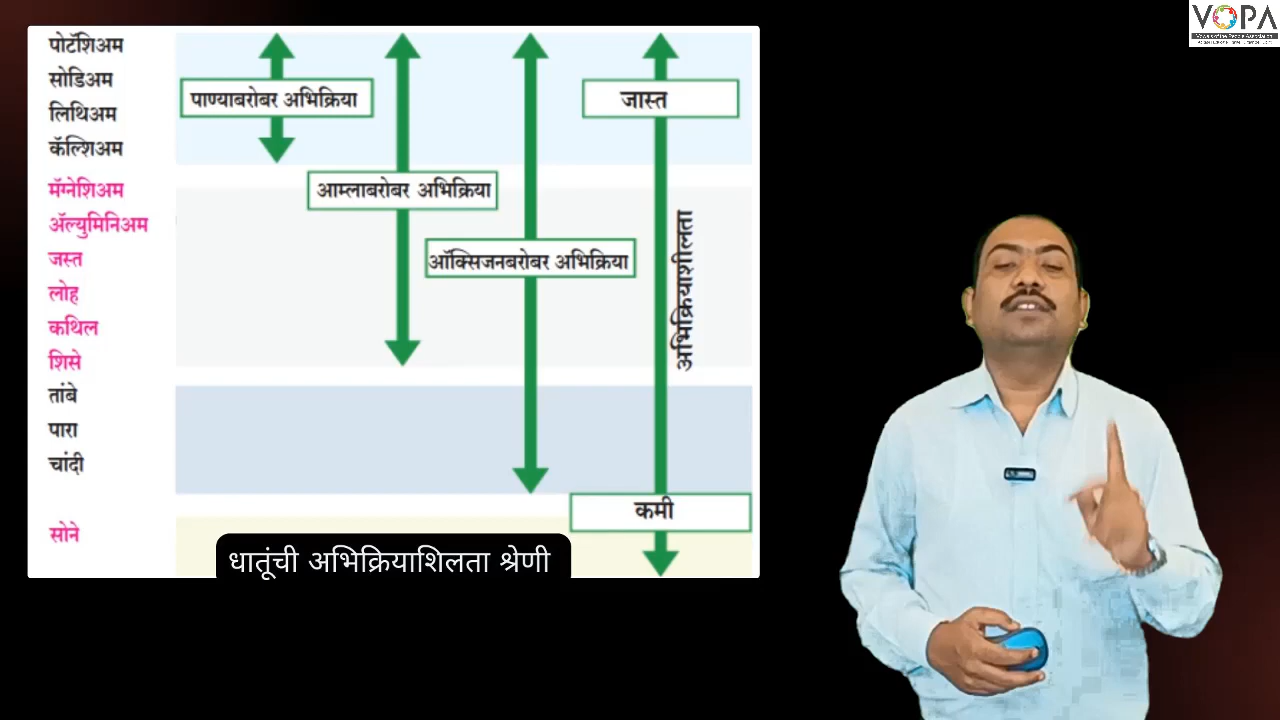 VOPA
पोटॅशिअम
सोडिअम
लिथिअम
कॅल्शिअम
मॅग्नेशिअम
ॲल्युमिनिअम
जस्त
लोह
कथिल
शिसे
तांबे
पारा
चांदी
सोने
पाण्याबरोबर अभिक्रिया
आम्लाबरोबर अभिक्रिया
ऑक्सिजनबरोबर अभिक्रिया
जास्त
अभिक्रियाशीलता
कमी
धातूंची अभिक्रियाशिलता श्रेणी